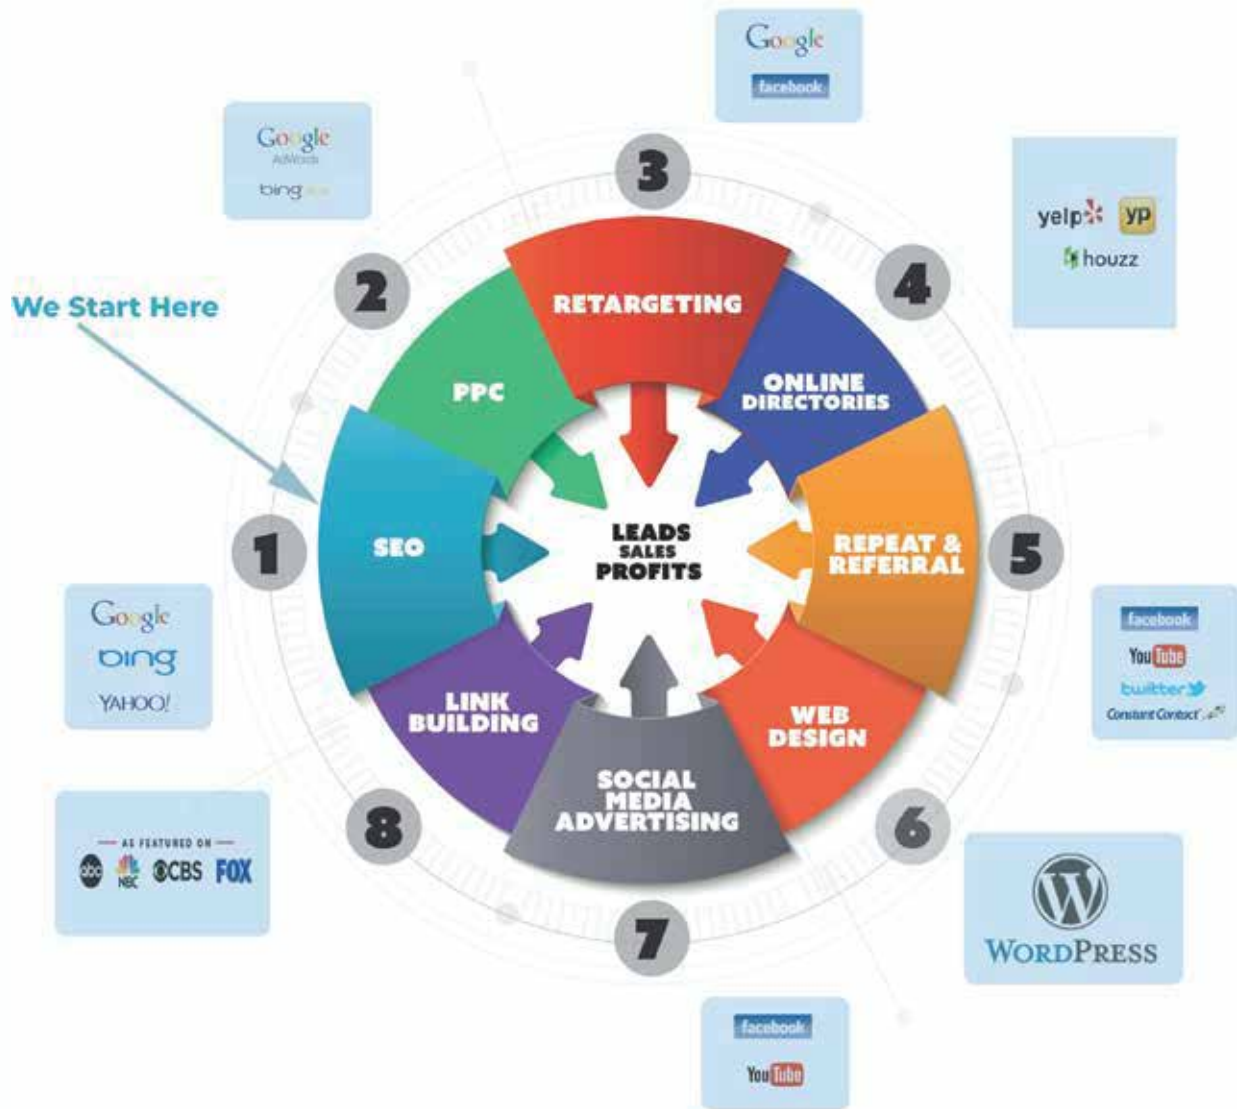 Google
facebook
3
Google
AdWords
bing
yelp
yp
houzz
2
4
We Start Here
RETARGETING
PPC
ONLINE
DIRECTORIES
1
SEO
LEADS
SALES
PROFITS
REPEAT &
REFERRAL
5
Google
bing
YAHOO!
facebook
YouTube
twitter
Constant Contact
LINK
BUILDING
WEB
DESIGN
SOCIAL
MEDIA
ADVERTISING
8
6
AS FEATURED ON
abc NBC CBS FOX
7
WORDPRESS
facebook
YouTube